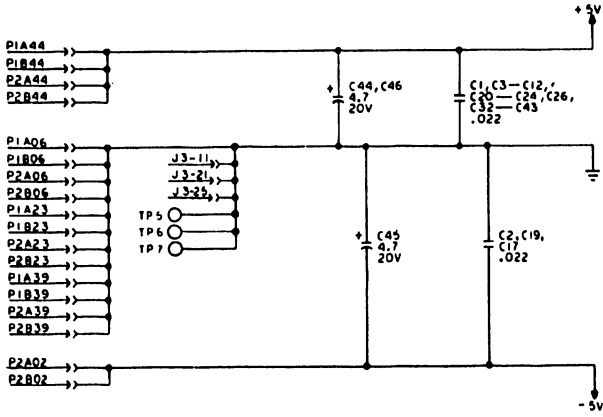 +5V
P1A44
P1B44
P2A44
P2B44
+ C44, C46
4.7
20V
C1, C3-C12,
C20-C24, C26,
C32-C43
.022
P1A06
P1B06
P2A06
P2B06
P1A23
P1B23
P2A23
P2B23
P1A39
P1B39
P2A39
P2B39
J3-11
J3-21
J3-25
TP5
TP6
TP7
+ C45
4.7
20V
C2, C19,
C17
.022
P2A02
P2B02
-5V